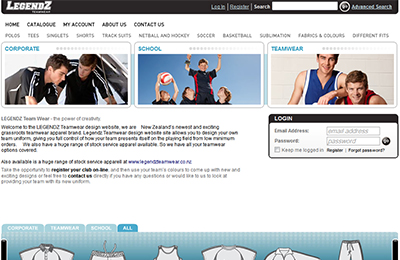 LEGENDZ
TEAMWEAR
Log In | Register | Search Advanced Search
HOME CATALOGUE MY ACCOUNT ABOUT US CONTACT US
POLOS TEES SINGLETS SHORTS TRACK SUITS NETBALL AND HOCKEY SOCCER BASKETBALL SUBLIMATION FABRICS & COLOURS DIFFERENT FITS
CORPORATE SCHOOL TEAMWEAR
LEGENDZ Team Wear - the power of creativity
Welcome to the LEGENDZ Teamwear design website, we are New Zealand's newest and exciting
grassroots teamwear apparel brand. Legendz Teamwear design website site allows you to design your own
team uniform, giving you full control of how you team presents itself on the playing field from low minimum
orders. We also have a huge range of stock service apparel available. So we have all your teamwear
options covered.
Also available is a huge range of stock service apparel at www.legendzteamwear.co.nz
Take the opportunity to register your club on-line, and then use your team's colours to come up with new and
exciting designs or feel free to contact us directly if you have any questions or would like to us to look at
providing your team with its new uniform.
LOGIN
Email Address: email address
Password: password
Keep me logged in Register | Forgot password?
CORPORATE TEAMWEAR SCHOOL ALL